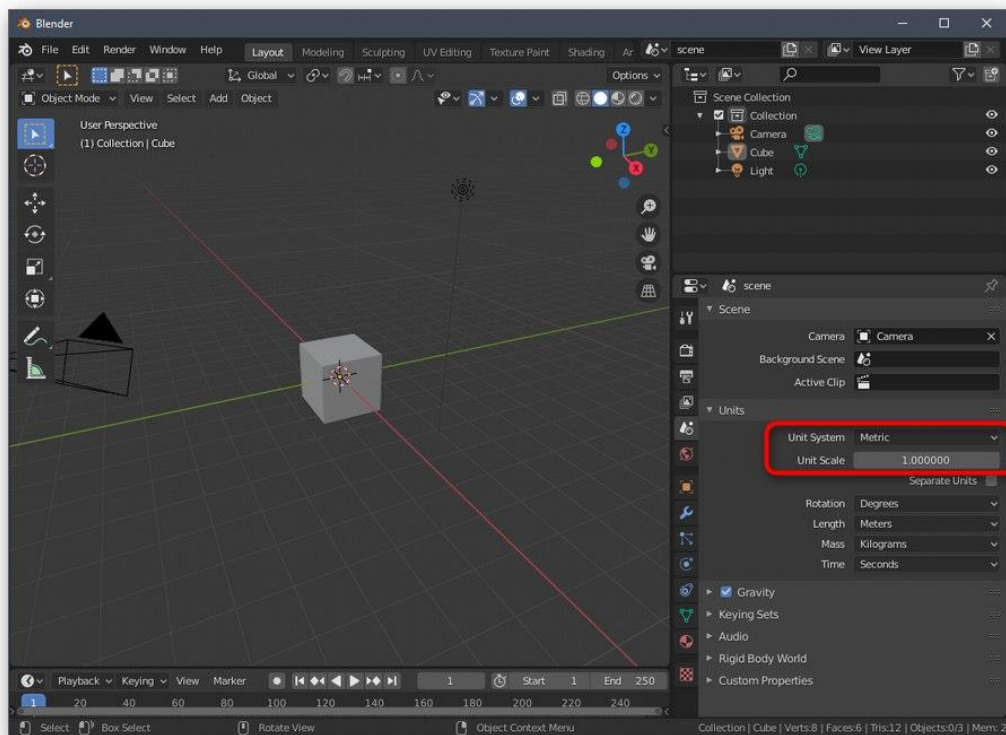 Blender
File Edit Render Window Help Layout Modeling Sculpting UV Editing Texture Paint Shading Ar scene View Layer
Global Options
Object Mode View Select Add Object
User Perspective
(1) Collection | Cube
Z
Y
X
Scene Collection
Collection
Camera
Cube
Light
scene
Scene
Camera Camera
Background Scene
Active Clip
Units
Unit System Metric
Unit Scale 1.000000
Separate Units
Rotation Degrees
Length Meters
Mass Kilograms
Time Seconds
Gravity
Keying Sets
Audio
Rigid Body World
Custom Properties
Playback Keying View Marker 1 Start 1 End 250
1 20 40 60 80 100 120 140 160 180 200 220 240
Select Box Select Rotate View Object Context Menu Collection | Cube | Verts:8 | Faces:6 | Tris:12 | Objects:0/3 | Mem: 2